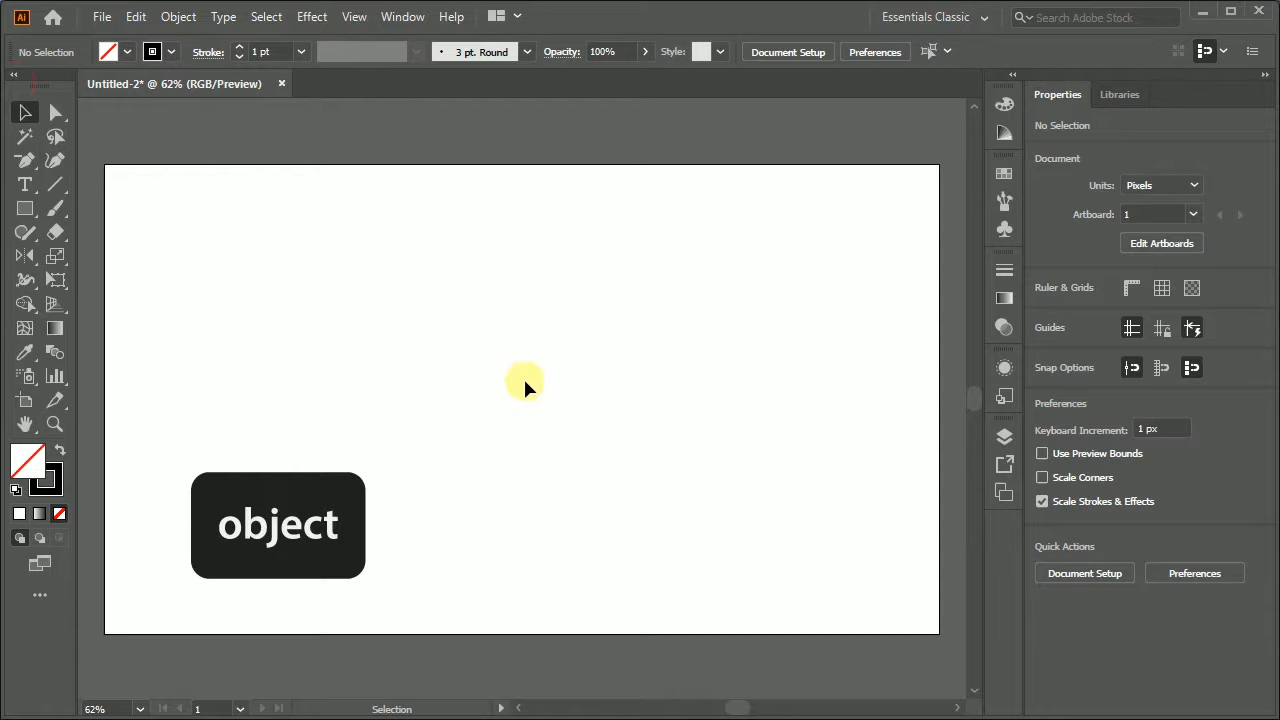 Ai File Edit Object Type Select Effect View Window Help Essentials Classic Search Adobe Stock
No Selection Stroke: 1 pt 3 pt. Round Opacity: 100% Style: Document Setup Preferences
Untitled-2* @ 62% (RGB/Preview)
Properties Libraries
No Selection
Document
Units: Pixels
Artboard: 1
Edit Artboards
Ruler & Grids
Guides
Snap Options
Preferences
Keyboard Increment: 1 px
Use Preview Bounds
Scale Corners
Scale Strokes & Effects
Quick Actions
Document Setup Preferences
object
62% 1 Selection